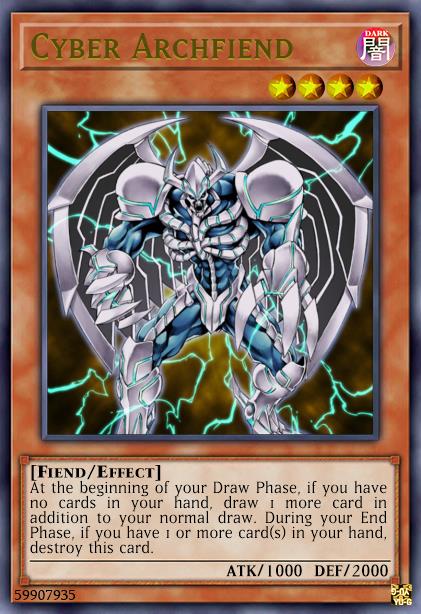 CYBER ARCHFIEND
DARK
闇
[FIEND/EFFECT]
At the beginning of your Draw Phase, if you have
no cards in your hand, draw 1 more card in
addition to your normal draw. During your End
Phase, if you have 1 or more card(s) in your hand,
destroy this card.
ATK/1000 DEF/2000
59907935